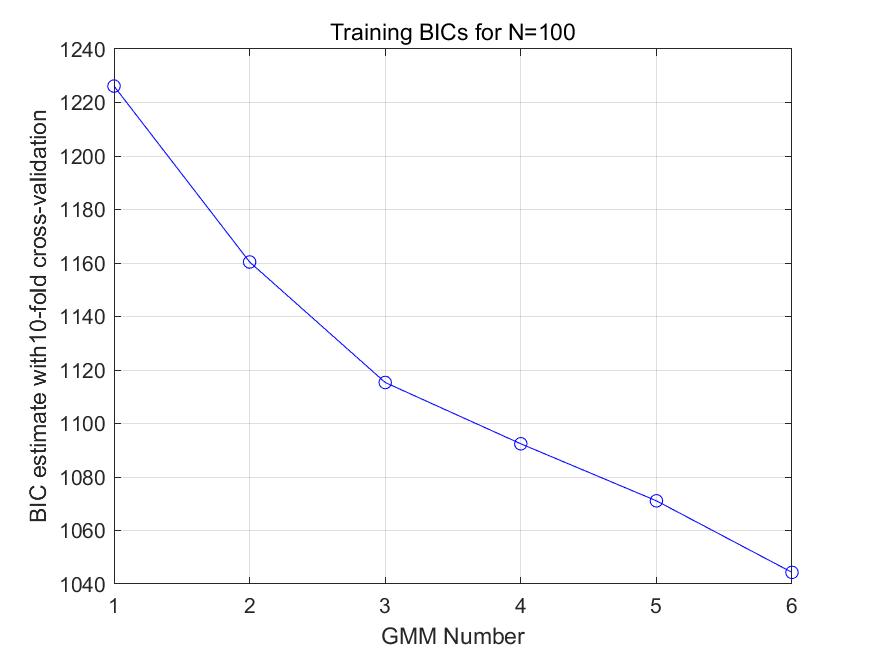 Training BICs for N=100
1240
1220
1200
1180
1160
1140
1120
1100
1080
1060
1040
BIC estimate with10-fold cross-validation
1 2 3 4 5 6
GMM Number